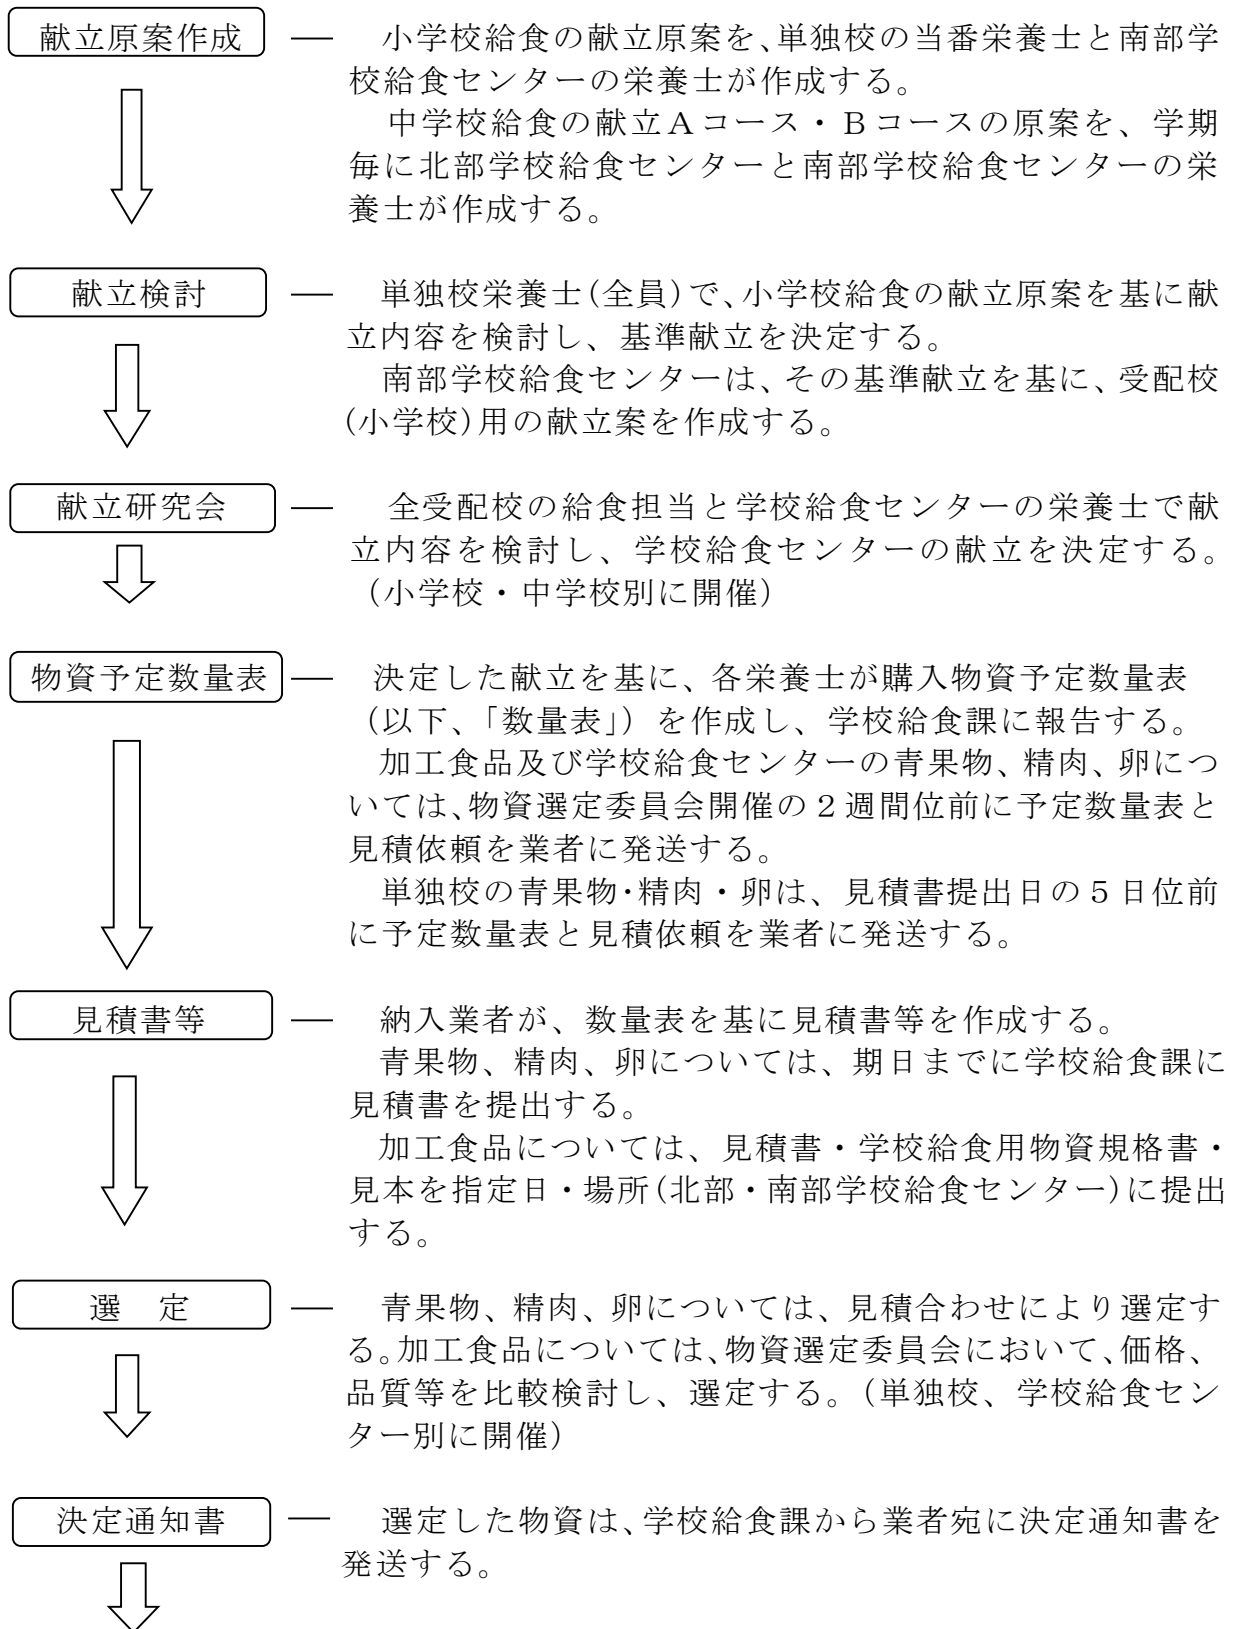 献立原案作成 ― 小学校給食の献立原案を、単独校の当番栄養士と南部学
校給食センターの栄養士が作成する。
中学校給食の献立Aコース・Bコースの原案を、学期
毎に北部学校給食センターと南部学校給食センターの栄
養士が作成する。
献立検討 ― 単独校栄養士(全員)で、小学校給食の献立原案を基に献
立内容を検討し、基準献立を決定する。
南部学校給食センターは、その基準献立を基に、受配校
(小学校)用の献立案を作成する。
献立研究会 ― 全受配校の給食担当と学校給食センターの栄養士で献
立内容を検討し、学校給食センターの献立を決定する。
(小学校・中学校別に開催)
物資予定数量表 ― 決定した献立を基に、各栄養士が購入物資予定数量表
(以下、「数量表」)を作成し、学校給食課に報告する。
加工食品及び学校給食センターの青果物、精肉、卵につ
いては、物資選定委員会開催の2週間位前に予定数量表と
見積依頼を業者に発送する。
単独校の青果物・精肉・卵は、見積書提出日の5日位前
に予定数量表と見積依頼を業者に発送する。
見積書等 ― 納入業者が、数量表を基に見積書等を作成する。
青果物、精肉、卵については、期日までに学校給食課に
見積書を提出する。
加工食品については、見積書・学校給食用物資規格書・
見本を指定日・場所(北部・南部学校給食センター)に提出
する。
選 定 ― 青果物、精肉、卵については、見積合わせにより選定す
る。加工食品については、物資選定委員会において、価格、
品質等を比較検討し、選定する。(単独校、学校給食セン
ター別に開催)
決定通知書 ― 選定した物資は、学校給食課から業者宛に決定通知書を
発送する。